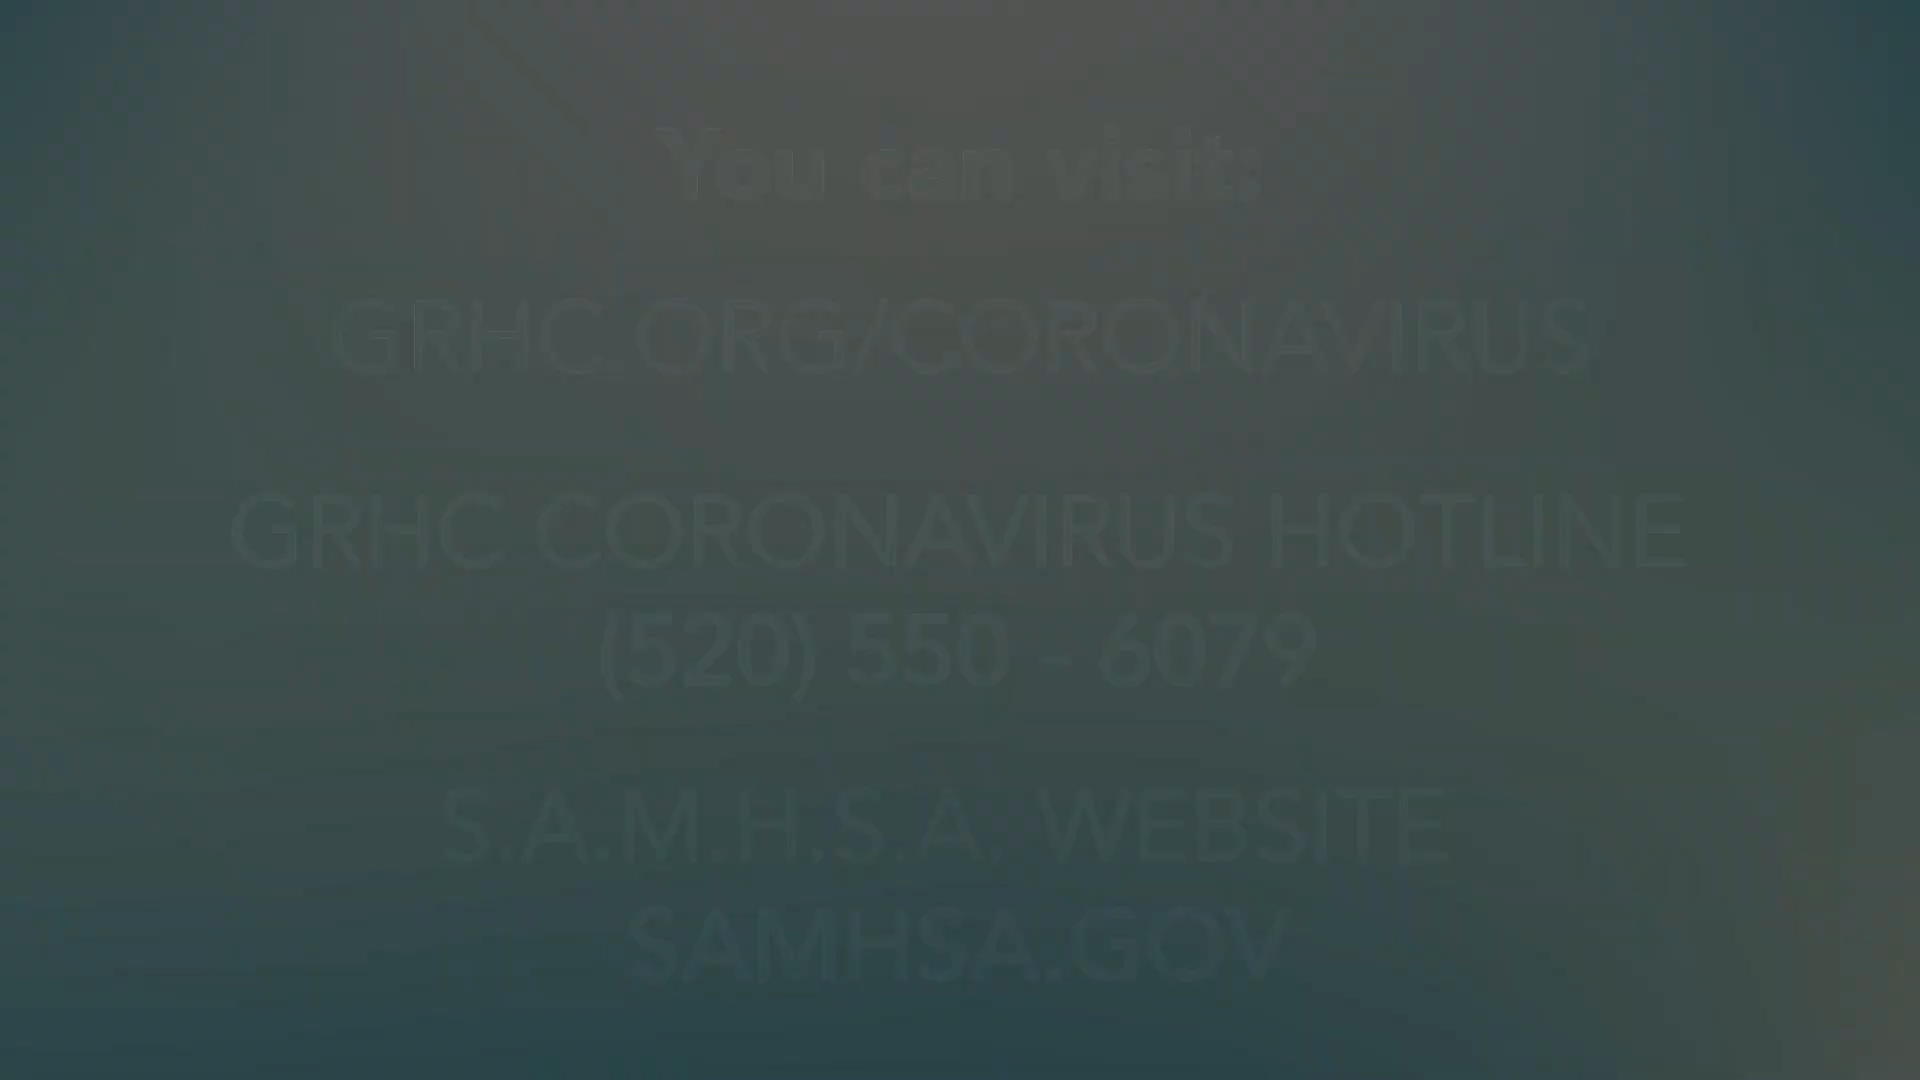 You can visit:
GRHC.ORG/CORONAVIRUS
GRHC CORONAVIRUS HOTLINE
(520) 550 - 6079
S.A.M.H.S.A. WEBSITE
SAMHSA.GOV